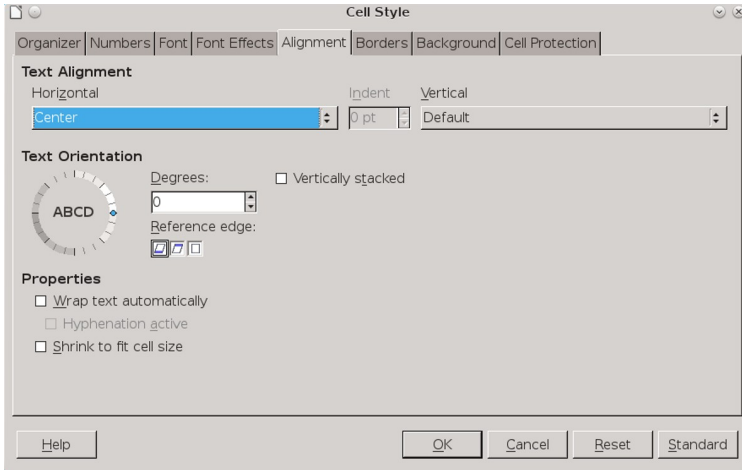 Cell Style
Organizer Numbers Font Font Effects Alignment Borders Background Cell Protection
Text Alignment
Horizontal Indent Vertical
Center 0 pt Default
Text Orientation
Degrees: Vertically stacked
ABCD 0
Reference edge:
Properties
Wrap text automatically
Hyphenation active
Shrink to fit cell size
Help OK Cancel Reset Standard